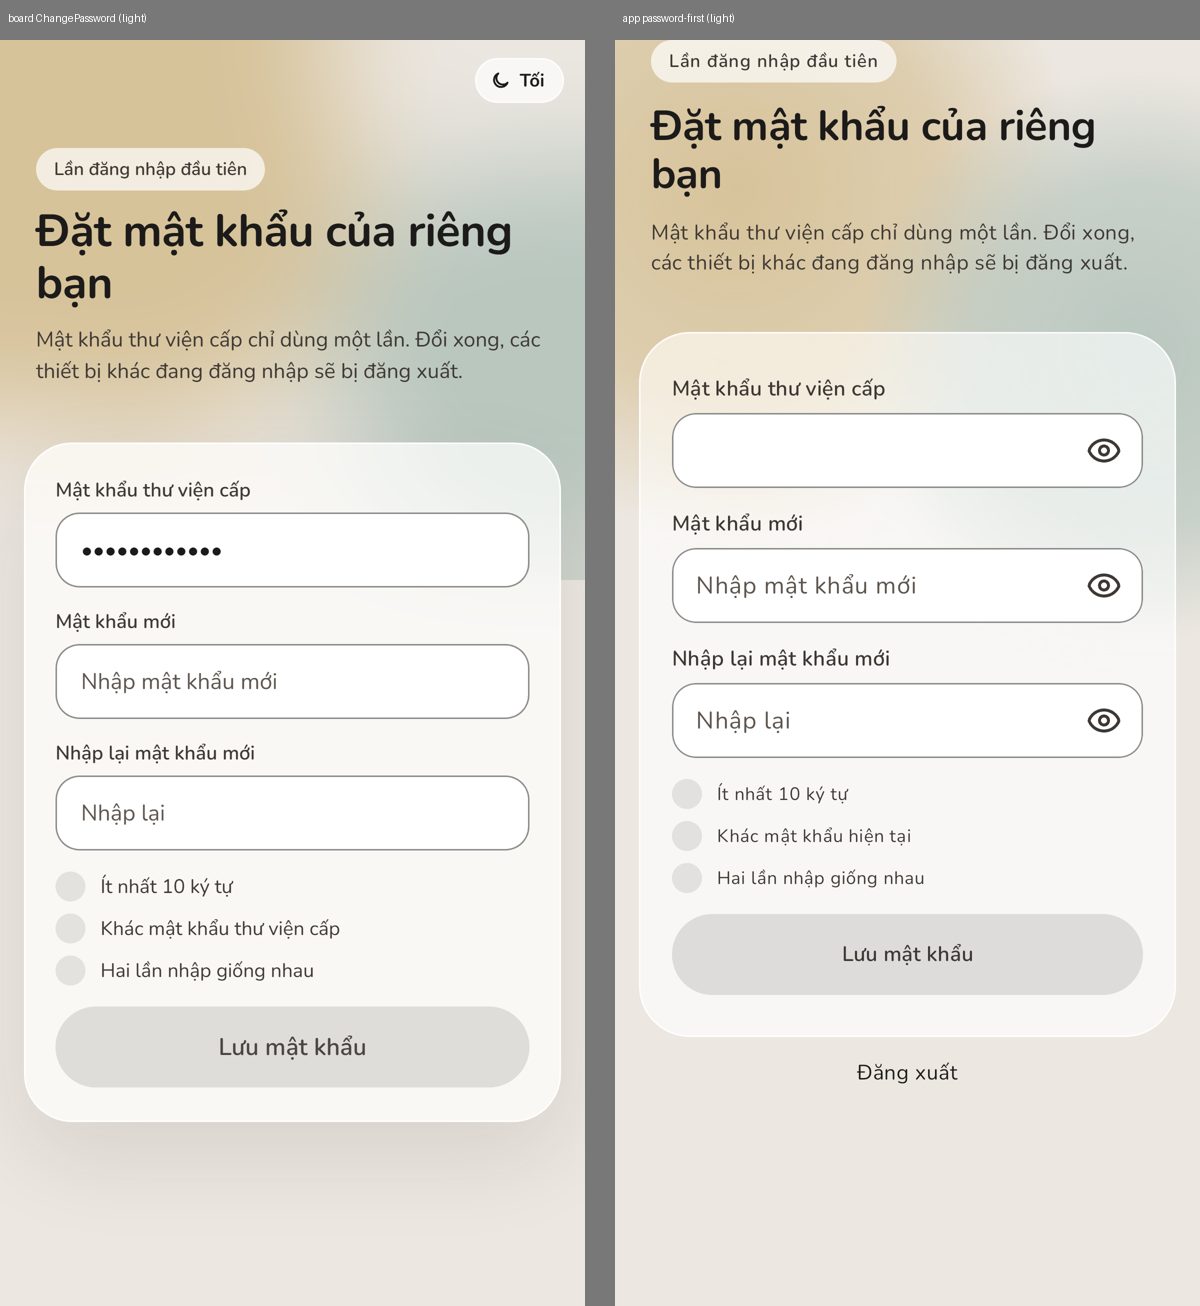 board ChangePassword (light)
Tối
Lần đăng nhập đầu tiên
Đặt mật khẩu của riêng
bạn
Mật khẩu thư viện cấp chỉ dùng một lần. Đổi xong, các
thiết bị khác đang đăng nhập sẽ bị đăng xuất.
Mật khẩu thư viện cấp
••••••••••••
Mật khẩu mới
Nhập mật khẩu mới
Nhập lại mật khẩu mới
Nhập lại
Ít nhất 10 ký tự
Khác mật khẩu thư viện cấp
Hai lần nhập giống nhau
Lưu mật khẩu
app password-first (light)
Lần đăng nhập đầu tiên
Đặt mật khẩu của riêng
bạn
Mật khẩu thư viện cấp chỉ dùng một lần. Đổi xong,
các thiết bị khác đang đăng nhập sẽ bị đăng xuất.
Mật khẩu thư viện cấp
Mật khẩu mới
Nhập mật khẩu mới
Nhập lại mật khẩu mới
Nhập lại
Ít nhất 10 ký tự
Khác mật khẩu hiện tại
Hai lần nhập giống nhau
Lưu mật khẩu
Đăng xuất